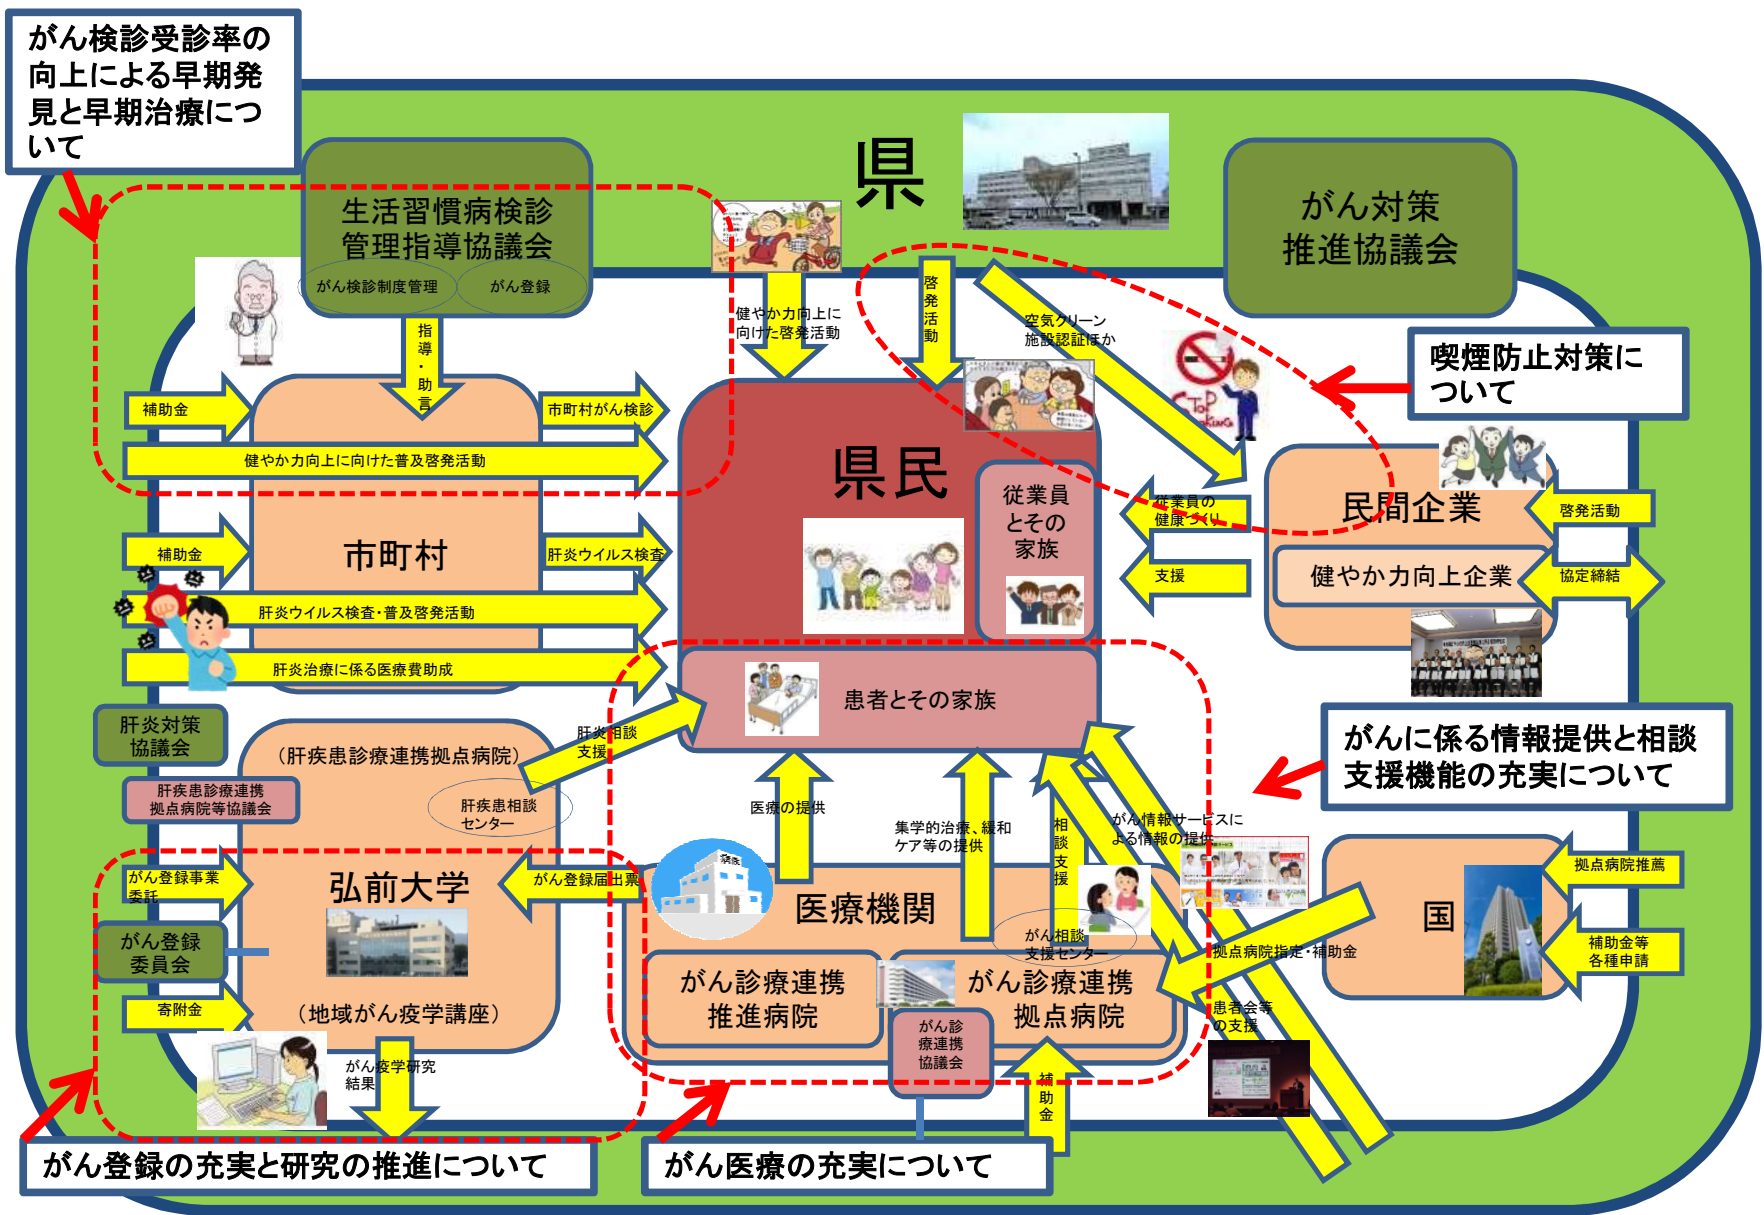 がん検診受診率の
向上による早期発
見と早期治療につ
いて
県
生活習慣病検診
管理指導協議会
がん検診制度管理
がん登録
がん対策
推進協議会
指導・助言
健やか力向上に
向けた啓発活動
啓発活動
空気クリーン
施設認証ほか
喫煙防止対策に
ついて
補助金
市町村がん検診
健やか力向上に向けた普及啓発活動
県民
従業員
とその
家族
従業員の
健康づくり
支援
民間企業
啓発活動
健やか力向上企業
協定締結
補助金
市町村
肝炎ウイルス検査
肝炎ウイルス検査・普及啓発活動
肝炎治療に係る医療費助成
患者とその家族
肝炎対策
協議会
(肝疾患診療連携拠点病院)
肝炎相談
支援
肝疾患診療連携
拠点病院等協議会
肝疾患相談
センター
がんに係る情報提供と相談
支援機能の充実について
医療の提供
集学的治療、緩和
ケア等の提供
相談支援
がん情報サービスに
よる情報の提供
がん登録事業
委託
弘前大学
がん登録届出票
病院
医療機関
国
拠点病院推薦
がん登録
委員会
がん相談
支援センター
拠点病院指定・補助金
補助金等
各種申請
寄附金
(地域がん疫学講座)
がん診療連携
推進病院
がん診療連携
拠点病院
がん診
療連携
協議会
患者会等
の支援
がん疫学研究
結果
補助金
がん登録の充実と研究の推進について
がん医療の充実について